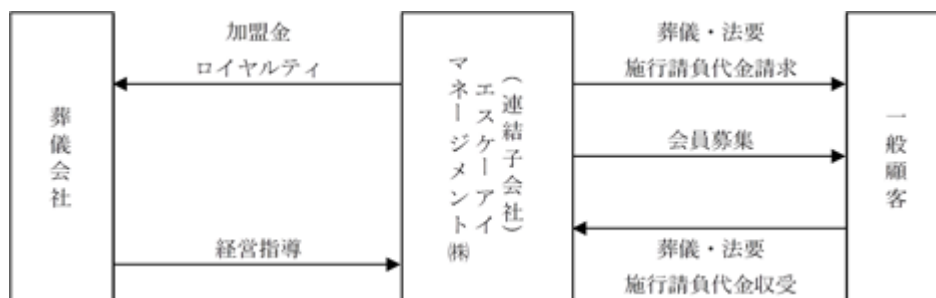 葬儀会社
加盟金
ロイヤルティ
経営指導
(連結子会社)
エスケーアイ
マネージメント㈱
葬儀・法要
施行請負代金請求
会員募集
葬儀・法要
施行請負代金収受
一般顧客